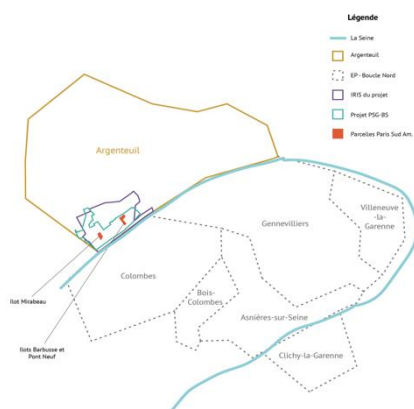 Légende
La Seine
Argenteuil
EP - Boucle Nord
IRIS du projet
Projet PSG-BS
Parcelles Paris Sud Am.
Argenteuil
Villeneuve
-la-
Garenne
Gennevilliers
Colombes
Bois-
Colombes
Asnières-sur-Seine
Clichy-la-Garenne
Ilot Mirabeau
Ilots Barbusse et
Pont Neuf